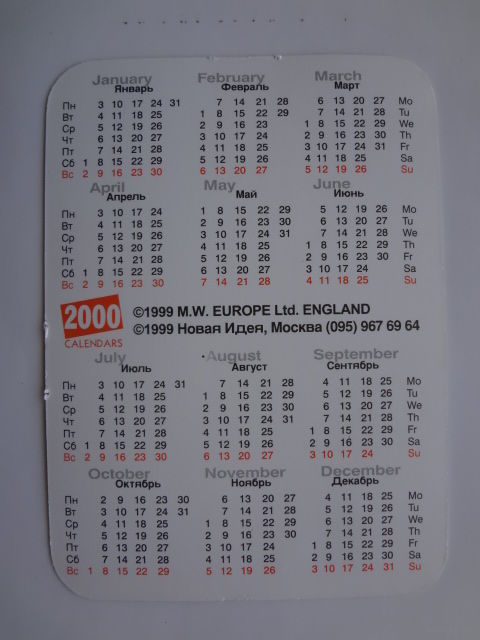 January February March
Январь Февраль Март
Пн 3 10 17 24 31 7 14 21 28 6 13 20 27 Mo
Вт 4 11 18 25 1 8 15 22 29 7 14 21 28 Tu
Ср 5 12 19 26 2 9 16 23 1 8 15 22 29 We
Чт 6 13 20 27 3 10 17 24 2 9 16 23 30 Th
Пт 7 14 21 28 4 11 18 25 3 10 17 24 31 Fr
Сб 1 8 15 22 29 5 12 19 26 4 11 18 25 Sa
Вс 2 9 16 23 30 6 13 20 27 5 12 19 26 Su
April May June
Апрель Май Июнь
Пн 3 10 17 24 1 8 15 22 29 5 12 19 26 Mo
Вт 4 11 18 25 2 9 16 23 30 6 13 20 27 Tu
Ср 5 12 19 26 3 10 17 24 31 7 14 21 28 We
Чт 6 13 20 27 4 11 18 25 1 8 15 22 29 Th
Пт 7 14 21 28 5 12 19 26 2 9 16 23 30 Fr
Сб 1 8 15 22 29 6 13 20 27 3 10 17 24 Sa
Вс 2 9 16 23 30 7 14 21 28 4 11 18 25 Su
2000 ©1999 M.W. EUROPE Ltd. ENGLAND
CALENDARS ©1999 Новая Идея, Москва (095) 967 69 64
July August September
Июль Август Сентябрь
Пн 3 10 17 24 31 7 14 21 28 4 11 18 25 Mo
Вт 4 11 18 25 1 8 15 22 29 5 12 19 26 Tu
Ср 5 12 19 26 2 9 16 23 30 6 13 20 27 We
Чт 6 13 20 27 3 10 17 24 31 7 14 21 28 Th
Пт 7 14 21 28 4 11 18 25 1 8 15 22 29 Fr
Сб 1 8 15 22 29 5 12 19 26 2 9 16 23 30 Sa
Вс 2 9 16 23 30 6 13 20 27 3 10 17 24 Su
October November December
Октябрь Ноябрь Декабрь
Пн 2 9 16 23 30 6 13 20 27 4 11 18 25 Mo
Вт 3 10 17 24 31 7 14 21 28 5 12 19 26 Tu
Ср 4 11 18 25 1 8 15 22 29 6 13 20 27 We
Чт 5 12 19 26 2 9 16 23 30 7 14 21 28 Th
Пт 6 13 20 27 3 10 17 24 1 8 15 22 29 Fr
Сб 7 14 21 28 4 11 18 25 2 9 16 23 30 Sa
Вс 1 8 15 22 29 5 12 19 26 3 10 17 24 31 Su